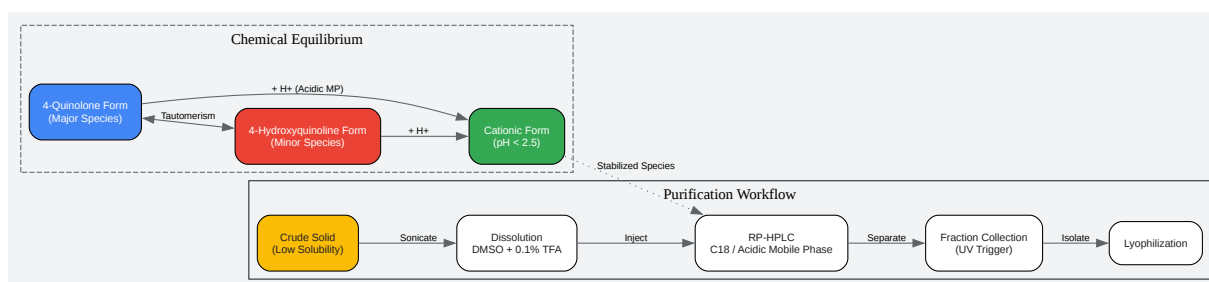 Chemical Equilibrium
+ H+ (Acidic MP)
4-Quinolone Form
(Major Species)
Tautomerism
4-Hydroxyquinoline Form
(Minor Species)
+ H+
Cationic Form
(pH < 2.5)
Stabilized Species
Purification Workflow
Crude Solid
(Low Solubility)
Sonicate
Dissolution
DMSO + 0.1% TFA
Inject
RP-HPLC
C18 / Acidic Mobile Phase
Separate
Fraction Collection
(UV Trigger)
Isolate
Lyophilization